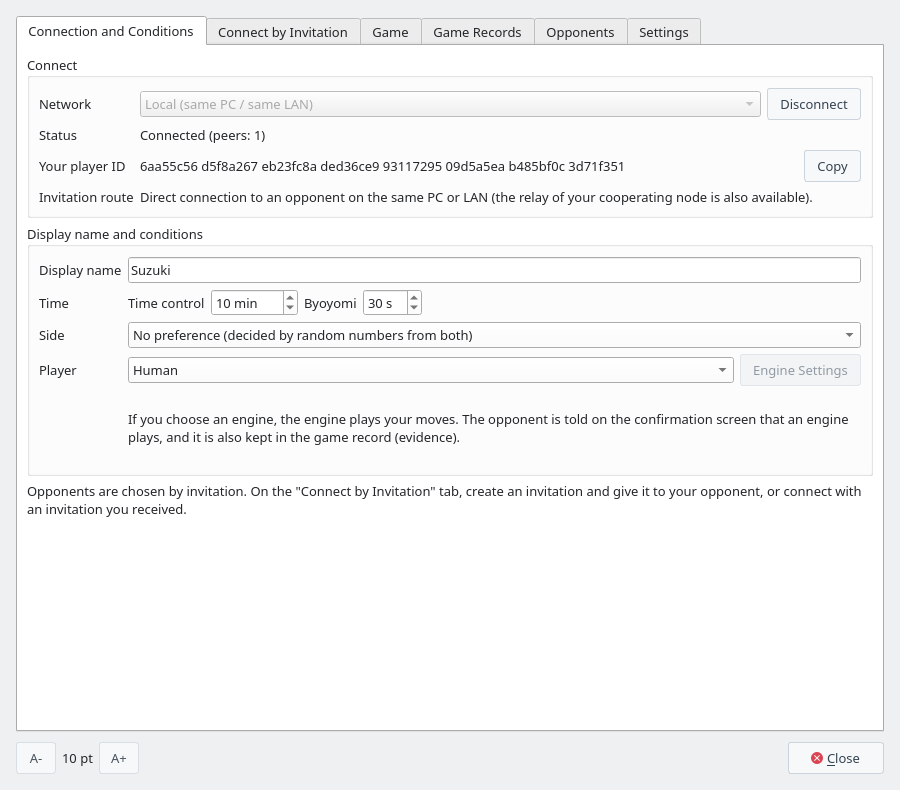 Connection and Conditions
Connect by Invitation
Game
Game Records
Opponents
Settings
Connect
Network
Local (same PC / same LAN)
Disconnect
Status
Connected (peers: 1)
Your player ID
6aa55c56 d5f8a267 eb23fc8a ded36ce9 93117295 09d5a5ea b485bf0c 3d71f351
Copy
Invitation route
Direct connection to an opponent on the same PC or LAN (the relay of your cooperating node is also available).
Display name and conditions
Display name
Suzuki
Time
Time control
10 min
Byoyomi
30 s
Side
No preference (decided by random numbers from both)
Player
Human
Engine Settings
If you choose an engine, the engine plays your moves. The opponent is told on the confirmation screen that an engine
plays, and it is also kept in the game record (evidence).
Opponents are chosen by invitation. On the "Connect by Invitation" tab, create an invitation and give it to your opponent, or connect with
an invitation you received.
A-
10 pt
A+
Close